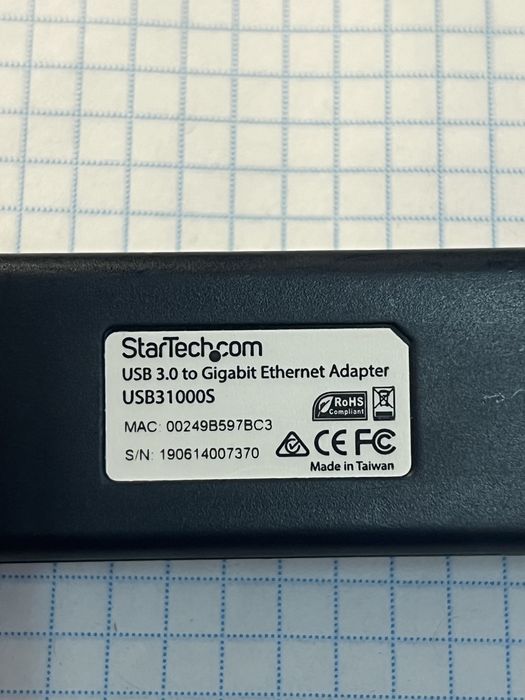 StarTech.com
USB 3.0 to Gigabit Ethernet Adapter
USB31000S
RoHS
Compliant
MAC: 00249B597BC3
S/N: 190614007370
CE FC
Made in Taiwan